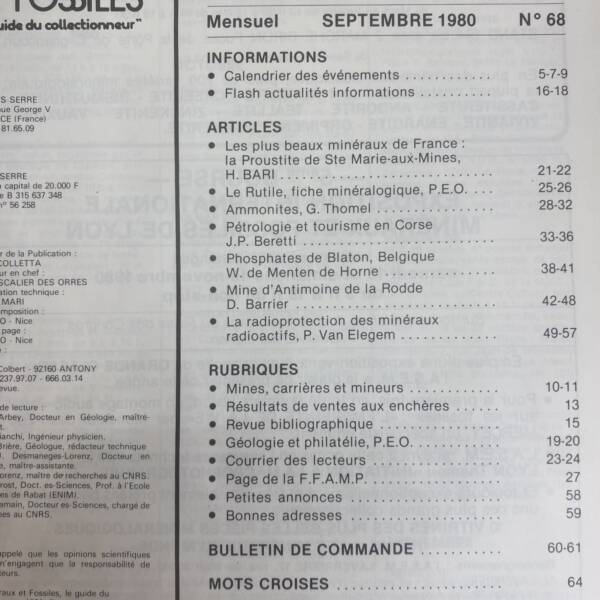 FOSSILES
guide du collectionneur"
S SERRE
nue George V
CE (France)
81.65.09
SERRE
capital de 20.000 F
e B 315 637 348
n° 56 258
r de la Publication :
COLLETTA
ur en chef :
SCALIER DES ORRES
ation technique :
MARI
mposition :
O - Nice
page :
O - Nice
:
Colbert - 92160 ANTONY
237.97.07 - 666.03.14
evue.
de lecture :
Arbey, Docteur en Géologie, maître-
t.
ianchi, Ingénieur physicien.
Brière, Géologue, rédacteur technique
J. Desmaneges-Lorenz, Docteur en
e, maître-assistante.
orenz, maître de recherches au CNRS.
rost, Doct. es-Sciences, Prof. à l'Ecole
es de Rabat (ENIM).
emain, Docteur es-Sciences, chargé de
es au CNRS.
appelé que les opinions scientifiques
n'engagent que la responsabilité de
teurs.
raux et Fossiles, le guide du
Mensuel SEPTEMBRE 1980 N° 68
INFORMATIONS
● Calendrier des événements ........... 5-7-9
● Flash actualités informations .......... 16-18
ARTICLES
● Les plus beaux minéraux de France :
la Proustite de Ste Marie-aux-Mines,
H. BARI ............................ 21-22
● Le Rutile, fiche minéralogique, P.E.O. ... 25-26
● Ammonites, G. Thomel ............... 28-32
● Pétrologie et tourisme en Corse
J.P. Beretti ......................... 33-36
● Phosphates de Blaton, Belgique
W. de Menten de Horne .............. 38-41
● Mine d'Antimoine de la Rodde
D. Barrier .......................... 42-48
● La radioprotection des minéraux
radioactifs, P. Van Elegem ............ 49-57
RUBRIQUES
● Mines, carrières et mineurs ........... 10-11
● Résultats de ventes aux enchères ...... 13
● Revue bibliographique ............... 15
● Géologie et philatélie, P.E.O. .......... 19-20
● Courrier des lecteurs ................ 23-24
● Page de la F.F.A.M.P. ................ 27
● Petites annonces .................... 58
● Bonnes adresses .................... 59
BULLETIN DE COMMANDE ............ 60-61
MOTS CROISES ....................... 64